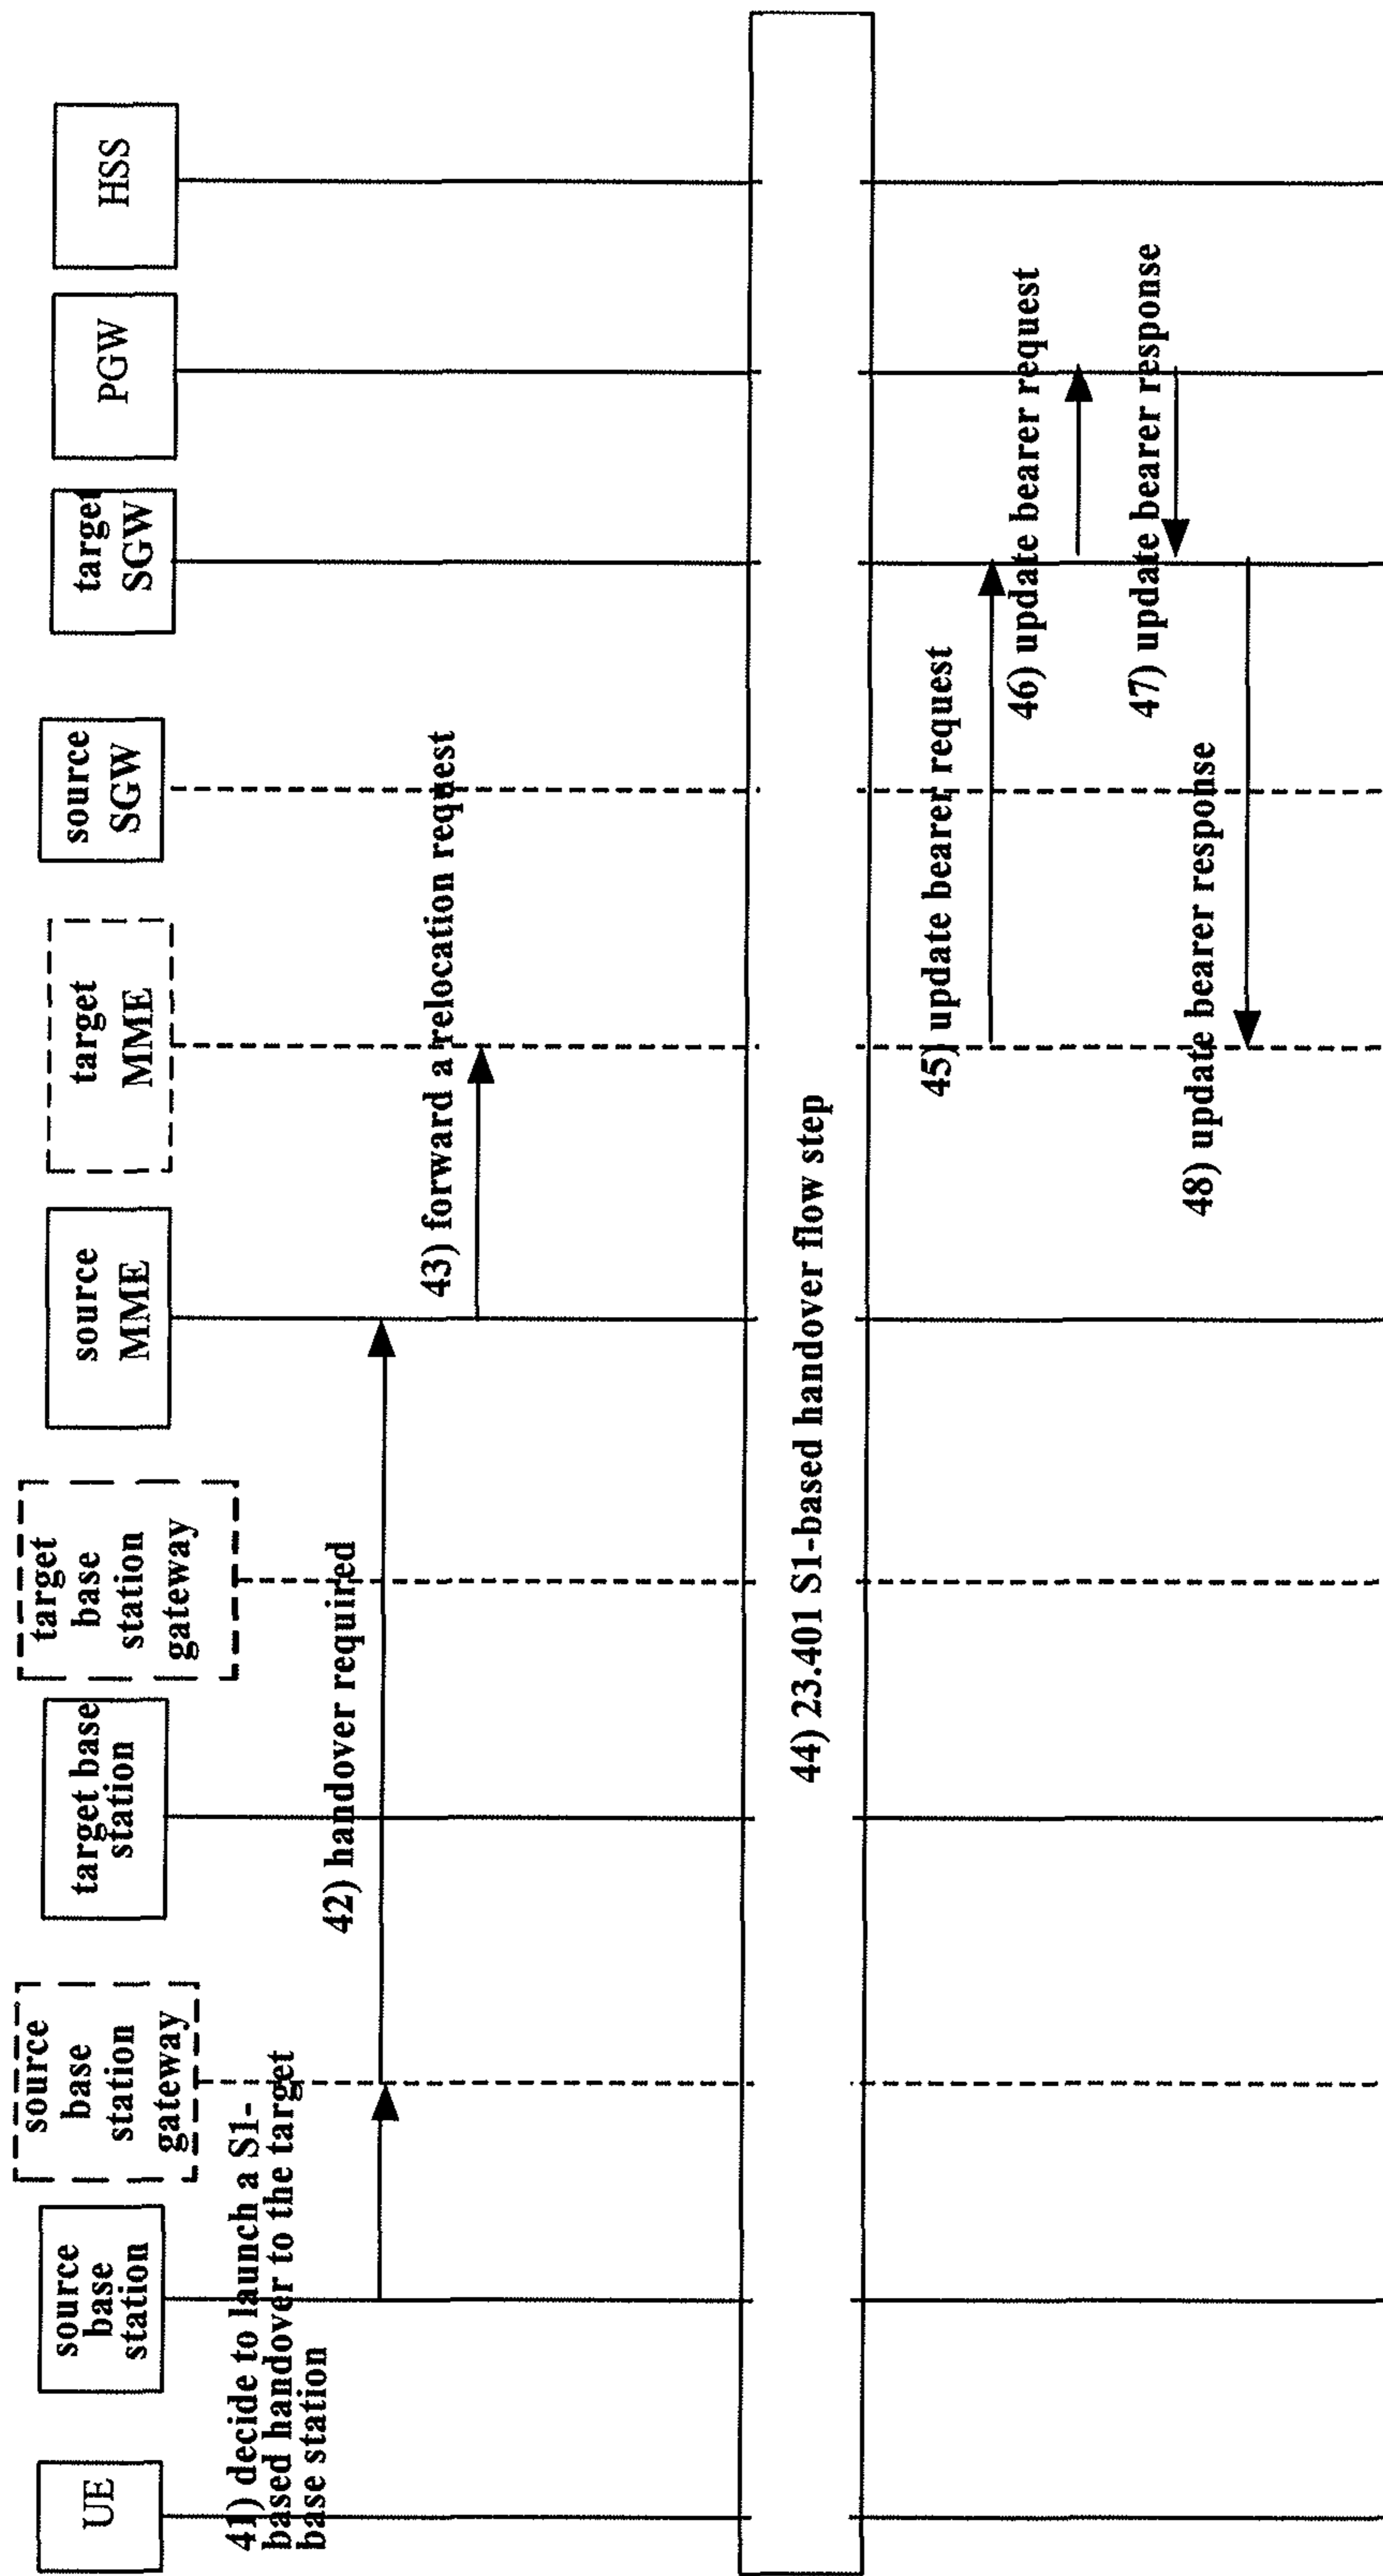 UE
source
base
station
source
base
station
gateway
target base
station
target
base
station
gateway
source
MME
target
MME
source
SGW
target
SGW
PGW
HSS
41) decide to launch a S1-
based handover to the target
base station
42) handover required
43) forward a relocation request
44) 23.401 S1-based handover flow step
45) update bearer request
46) update bearer request
47) update bearer response
48) update bearer response